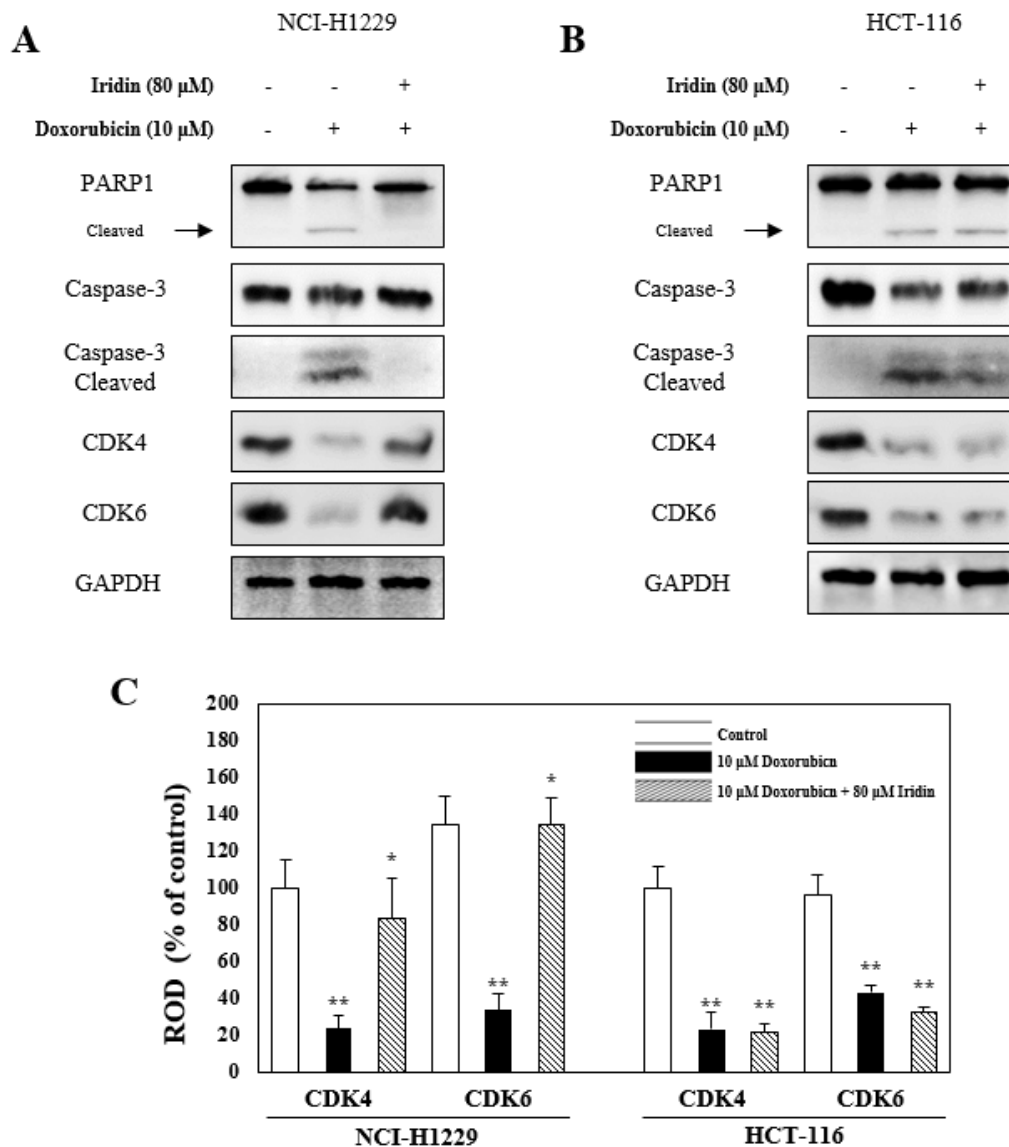 A
NCI-H1229
Iridin (80 µM) - - +
Doxorubicin (10 µM) - + +
PARP1
Cleaved
Caspase-3
Caspase-3
Cleaved
CDK4
CDK6
GAPDH
B
HCT-116
Iridin (80 µM) - - +
Doxorubicin (10 µM) - + +
PARP1
Cleaved
Caspase-3
Caspase-3
Cleaved
CDK4
CDK6
GAPDH
C
ROD (% of control)
200
180
160
140
120
100
80
60
40
20
0
Control
10 µM Doxorubicn
10 µM Doxorubicn + 80 µM Iridin
** * ** * ** ** ** **
CDK4 CDK6 CDK4 CDK6
NCI-H1229 HCT-116